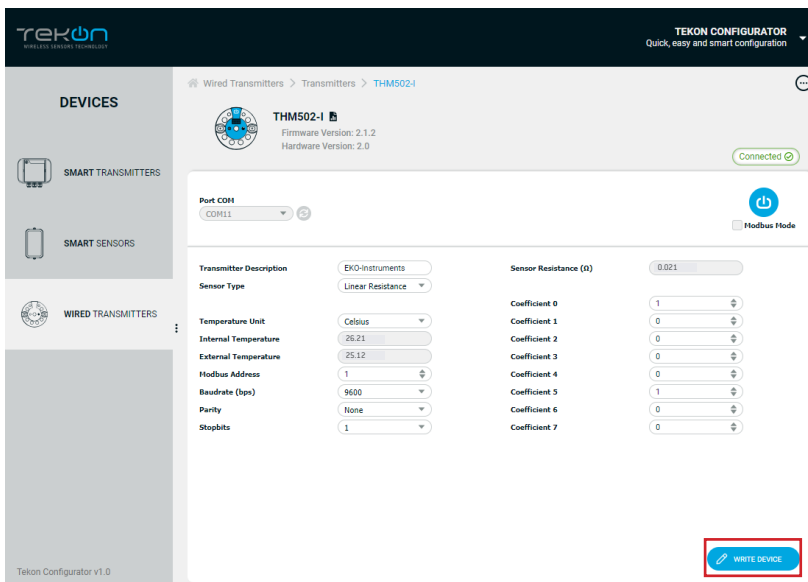 TEKON
WIRELESS SENSORS TECHNOLOGY
TEKON CONFIGURATOR
Quick, easy and smart configuration
DEVICES
SMART TRANSMITTERS
SMART SENSORS
WIRED TRANSMITTERS
Tekon Configurator v1.0
Wired Transmitters > Transmitters > THM502-I
THM502-I
Firmware Version: 2.1.2
Hardware Version: 2.0
Connected
Port COM
COM11
Modbus Mode
Transmitter Description EKO-Instruments
Sensor Type Linear Resistance
Temperature Unit Celsius
Internal Temperature 26.21
External Temperature 25.12
Modbus Address 1
Baudrate (bps) 9600
Parity None
Stopbits 1
Sensor Resistance (Ω) 0.021
Coefficient 0 1
Coefficient 1 0
Coefficient 2 0
Coefficient 3 0
Coefficient 4 0
Coefficient 5 1
Coefficient 6 0
Coefficient 7 0
WRITE DEVICE